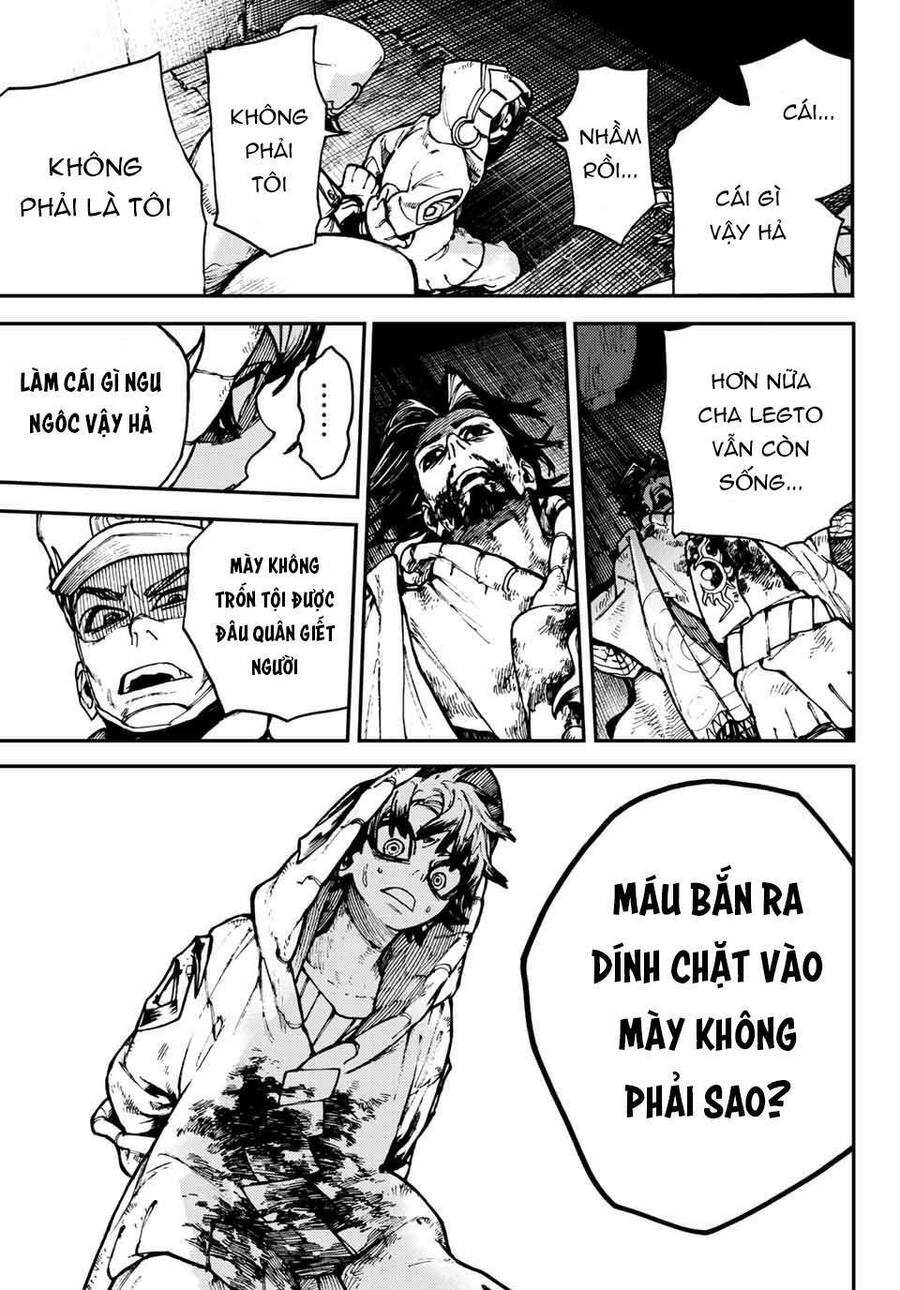 CÁI...
CÁI GÌ
VẬY HẢ
NHẦM
RỒI...
KHÔNG
PHẢI
TÔI
KHÔNG
PHẢI LÀ TÔI
HƠN NỮA
CHA LEGTO
VẪN CÒN
SỐNG...
......
LÀM CÁI GÌ NGU
NGÔC VẬY HẢ
MÀY KHÔNG
TRỐN TỘI ĐƯỢC
ĐÂU QUÂN GIẾT
NGƯỜI
MÁU BẮN RA
DÍNH CHẶT VÀO
MÀY KHÔNG
PHẢI SAO?